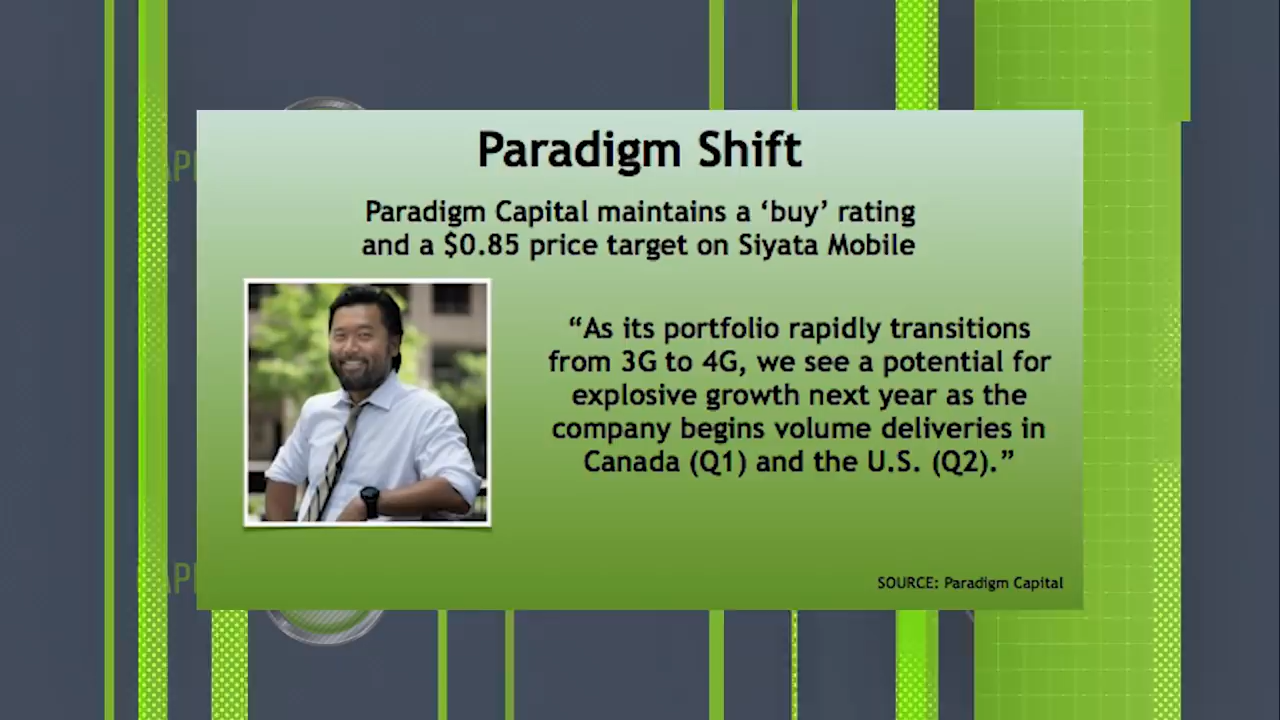 Paradigm Shift
Paradigm Capital maintains a ‘buy’ rating
and a $0.85 price target on Siyata Mobile
“As its portfolio rapidly transitions
from 3G to 4G, we see a potential for
explosive growth next year as the
company begins volume deliveries in
Canada (Q1) and the U.S. (Q2).”
SOURCE: Paradigm Capital